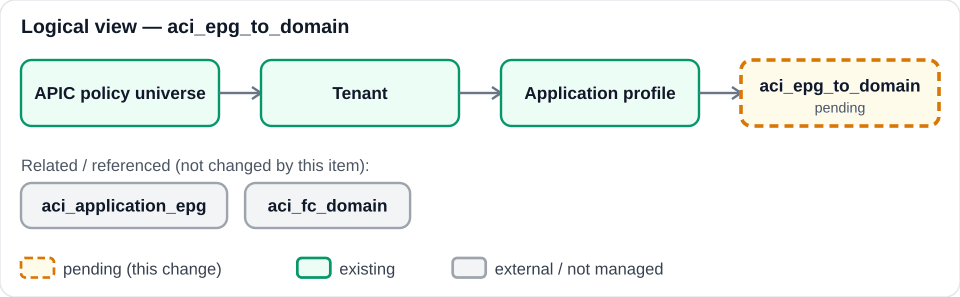 Logical view — aci_epg_to_domain
APIC policy universe
Tenant
Application profile
aci_epg_to_domain
pending
Related / referenced (not changed by this item):
aci_application_epg
aci_fc_domain
pending (this change)
existing
external / not managed